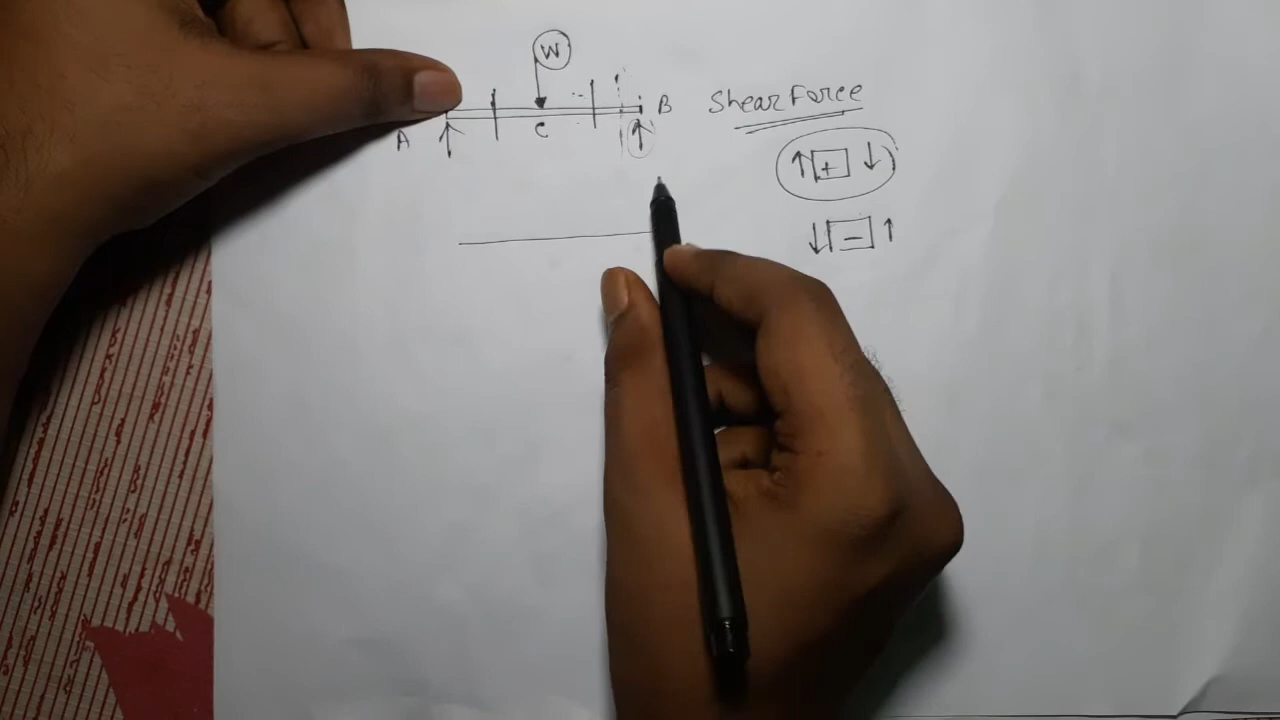 W
A
C
B
Shear Force
↑ + ↓
↓ - ↑